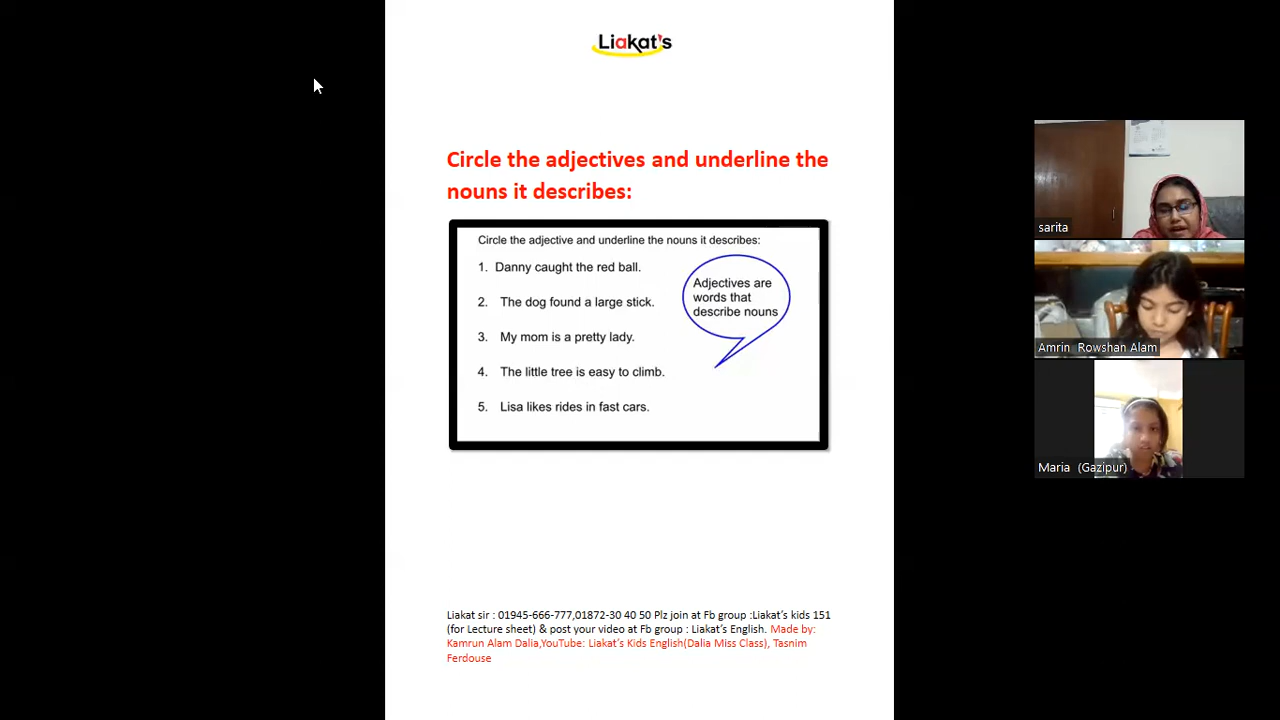 Liakat's
Circle the adjectives and underline the
nouns it describes:
Circle the adjective and underline the nouns it describes:
1. Danny caught the red ball.
2. The dog found a large stick.
3. My mom is a pretty lady.
4. The little tree is easy to climb.
5. Lisa likes rides in fast cars.
Adjectives are
words that
describe nouns
Liakat sir : 01945-666-777,01872-30 40 50 Plz join at Fb group :Liakat’s kids 151
(for Lecture sheet) & post your video at Fb group : Liakat’s English. Made by:
Kamrun Alam Dalia,YouTube: Liakat’s Kids English(Dalia Miss Class), Tasnim
Ferdouse
sarita
Amrin Rowshan Alam
Maria (Gazipur)